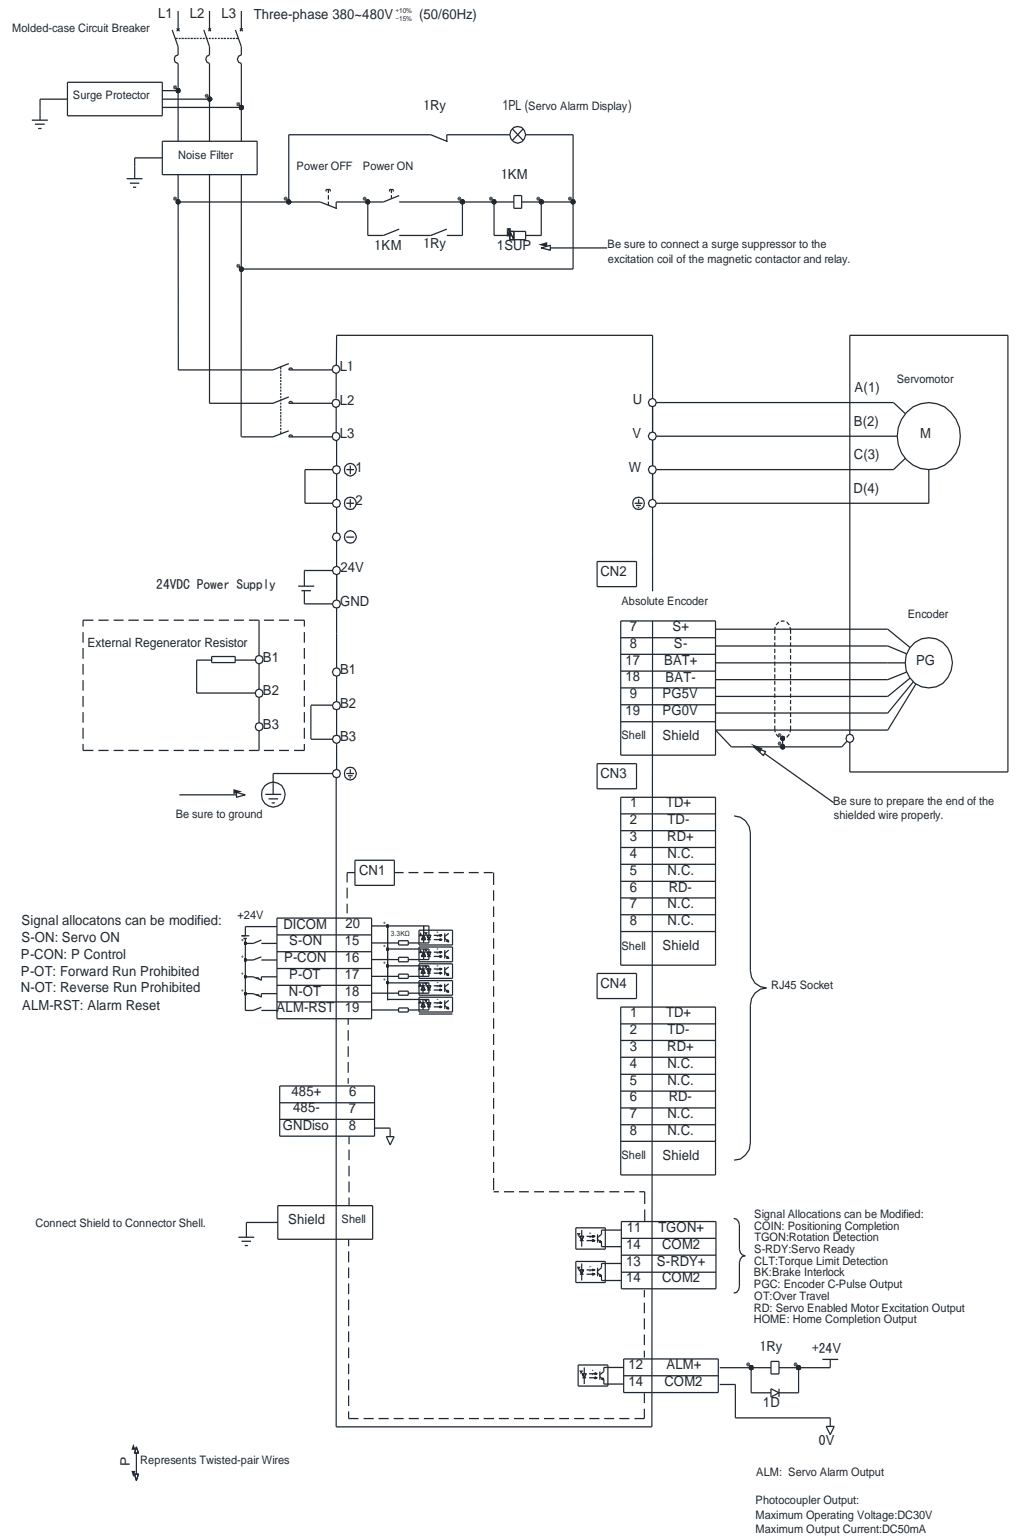 L1 L2 L3 Three-phase 380~480V +10% -15% (50/60Hz)
Molded-case Circuit Breaker
Surge Protector
Noise Filter
1Ry 1PL (Servo Alarm Display)
Power OFF Power ON
1KM
1KM 1Ry 1SUP
Be sure to connect a surge suppressor to the
excitation coil of the magnetic contactor and relay.
L1
L2
L3
⊕1
⊕2
⊖
24V
24VDC Power Supply
GND
External Regenerator Resistor
B1
B2
B3
B1
B2
B3
Be sure to ground
U
V
W
A(1)
B(2)
C(3)
D(4)
Servomotor
M
CN2
Absolute Encoder
7 S+
8 S-
17 BAT+
18 BAT-
9 PG5V
19 PG0V
Shell Shield
Encoder
PG
Be sure to prepare the end of the
shielded wire properly.
CN3
1 TD+
2 TD-
3 RD+
4 N.C.
5 N.C.
6 RD-
7 N.C.
8 N.C.
Shell Shield
CN4
1 TD+
2 TD-
3 RD+
4 N.C.
5 N.C.
6 RD-
7 N.C.
8 N.C.
Shell Shield
RJ45 Socket
CN1
Signal allocatons can be modified:
S-ON: Servo ON
P-CON: P Control
P-OT: Forward Run Prohibited
N-OT: Reverse Run Prohibited
ALM-RST: Alarm Reset
+24V
DICOM 20
S-ON 15
P-CON 16
P-OT 17
N-OT 18
ALM-RST 19
3.3KΩ
485+ 6
485- 7
GNDiso 8
Connect Shield to Connector Shell.
Shield Shell
11 TGON+
14 COM2
13 S-RDY+
14 COM2
Signal Allocations can be Modified:
COIN: Positioning Completion
TGON:Rotation Detection
S-RDY:Servo Ready
CLT:Torque Limit Detection
BK:Brake Interlock
PGC: Encoder C-Pulse Output
OT:Over Travel
RD: Servo Enabled Motor Excitation Output
HOME: Home Completion Output
12 ALM+
14 COM2
1Ry +24V
1D
0V
P Represents Twisted-pair Wires
ALM: Servo Alarm Output
Photocoupler Output:
Maximum Operating Voltage:DC30V
Maximum Output Current:DC50mA